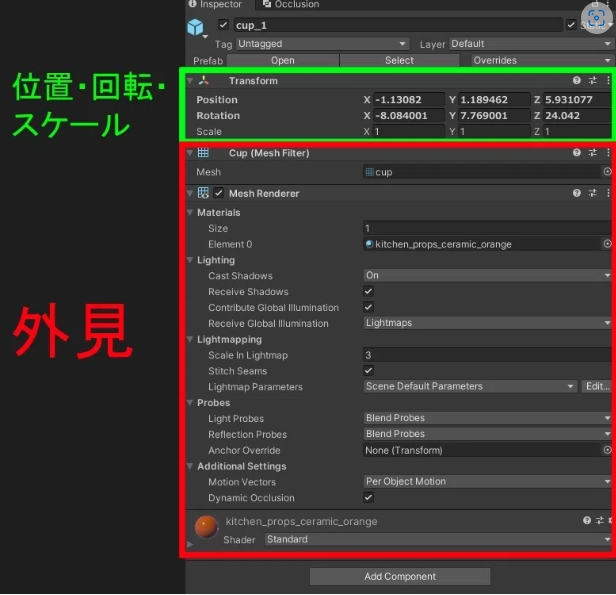 Inspector Occlusion
cup_1
Tag Untagged Layer Default
Prefab Open Select Overrides
位置・回転・
スケール
Transform
Position X -1.13082 Y 1.189462 Z 5.931077
Rotation X -8.084001 Y 7.769001 Z 24.042
Scale X 1 Y 1 Z 1
外見
Cup (Mesh Filter)
Mesh cup
Mesh Renderer
Materials
Size 1
Element 0 kitchen_props_ceramic_orange
Lighting
Cast Shadows On
Receive Shadows
Contribute Global Illumination
Receive Global Illumination Lightmaps
Lightmapping
Scale In Lightmap 3
Stitch Seams
Lightmap Parameters Scene Default Parameters Edit...
Probes
Light Probes Blend Probes
Reflection Probes Blend Probes
Anchor Override None (Transform)
Additional Settings
Motion Vectors Per Object Motion
Dynamic Occlusion
kitchen_props_ceramic_orange
Shader Standard
Add Component